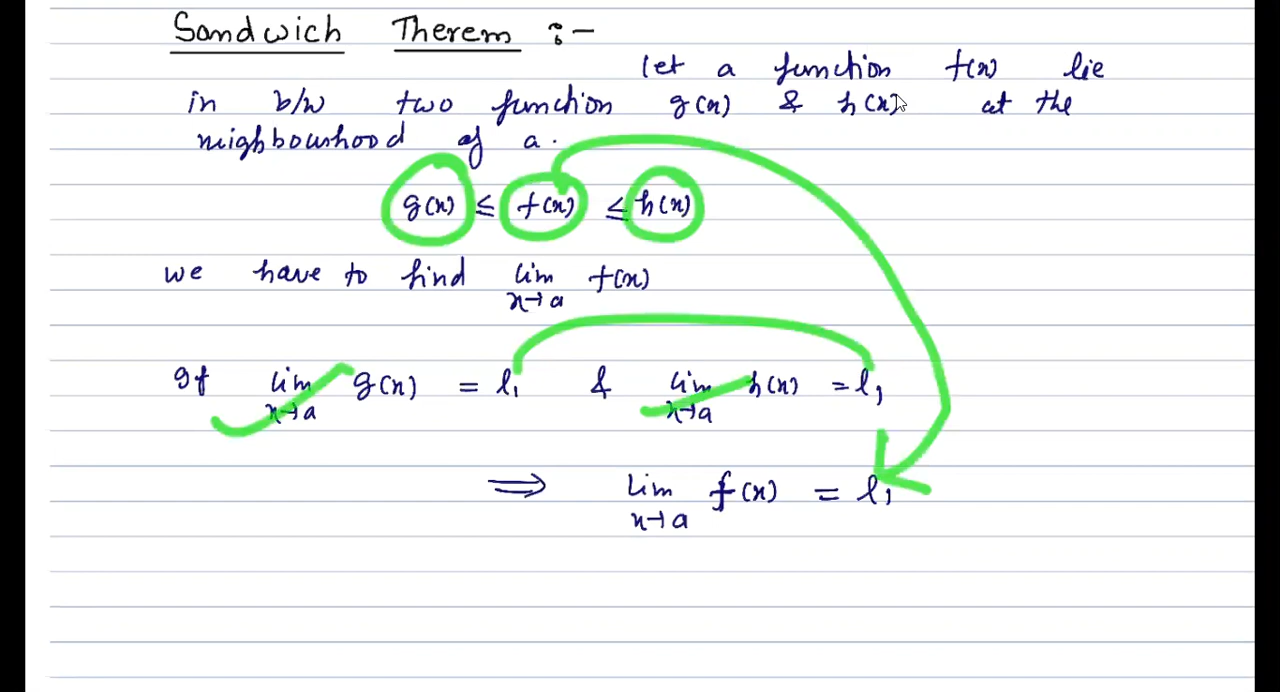 Sandwich Therem :-
let a function f(x) lie
in b/w two function g(x) & h(x) at the
neighbourhood of a.
g(x) ≤ f(x) ≤ h(x)
we have to find lim x→a f(x)
If lim x→a g(x) = l₁ & lim x→a h(x) = l₁
⇒ lim x→a f(x) = l₁